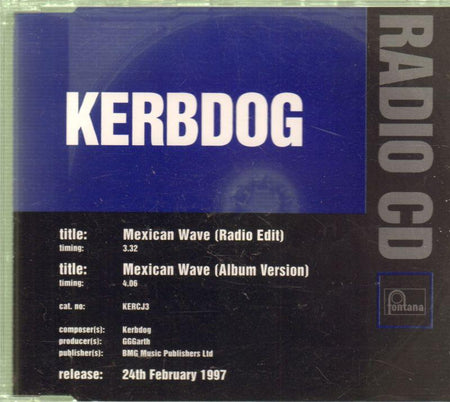 KERBDOG
RADIO CD
title: Mexican Wave (Radio Edit)
timing: 3.32
title: Mexican Wave (Album Version)
timing: 4.06
cat. no: KERCJ3
composer(s): Kerbdog
producer(s): GGGarth
publisher(s): BMG Music Publishers Ltd
release: 24th February 1997
fontana